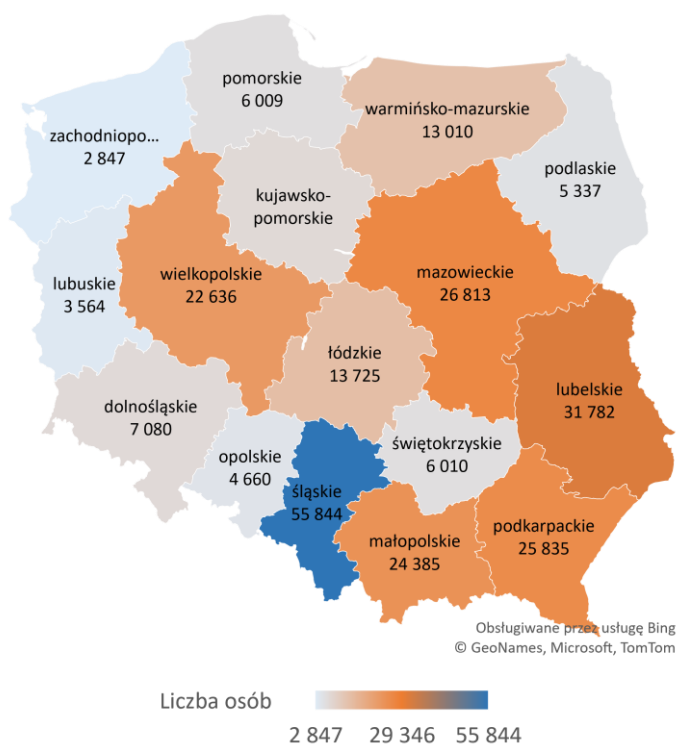 pomorskie
6 009
warmińsko-mazurskie
13 010
zachodniopo...
2 847
podlaskie
5 337
kujawsko-
pomorskie
mazowieckie
26 813
wielkopolskie
22 636
lubuskie
3 564
łódzkie
13 725
lubelskie
31 782
dolnośląskie
7 080
świętokrzyskie
6 010
opolskie
4 660
śląskie
55 844
podkarpackie
25 835
małopolskie
24 385
Obsługiwane przez usługę Bing
© GeoNames, Microsoft, TomTom
Liczba osób
2 847 29 346 55 844